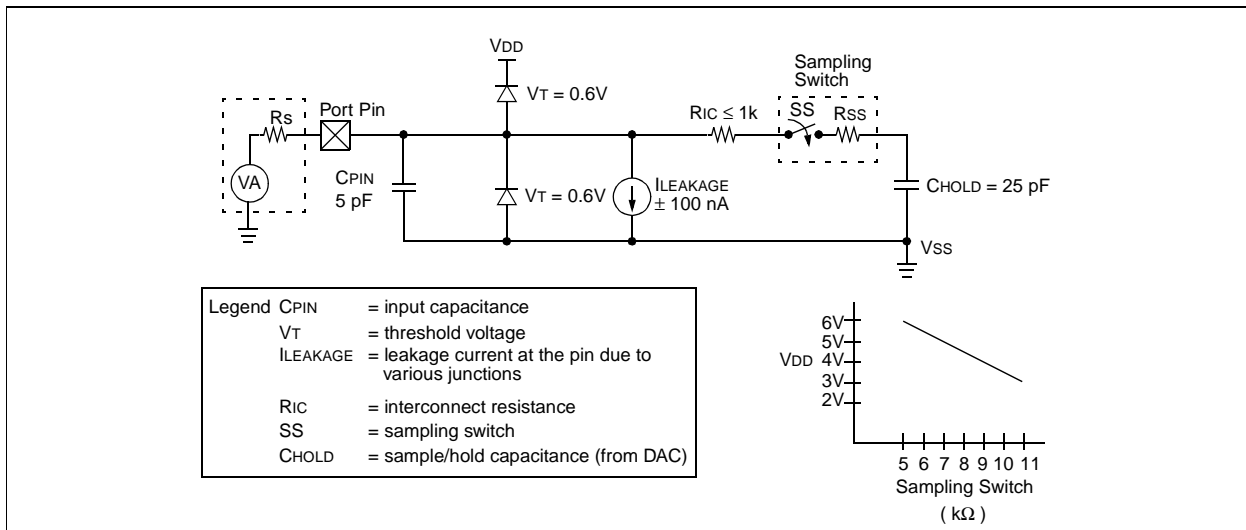 VDD
Sampling
Switch
VT = 0.6V
RIC ≤ 1k
SS
RSS
Rs
Port Pin
VA
CPIN
5 pF
VT = 0.6V
ILEAKAGE
± 100 nA
CHOLD = 25 pF
VSS
Legend CPIN = input capacitance
VT = threshold voltage
ILEAKAGE = leakage current at the pin due to
various junctions
RIC = interconnect resistance
SS = sampling switch
CHOLD = sample/hold capacitance (from DAC)
6V
5V
VDD 4V
3V
2V
5 6 7 8 9 10 11
Sampling Switch
( kΩ )